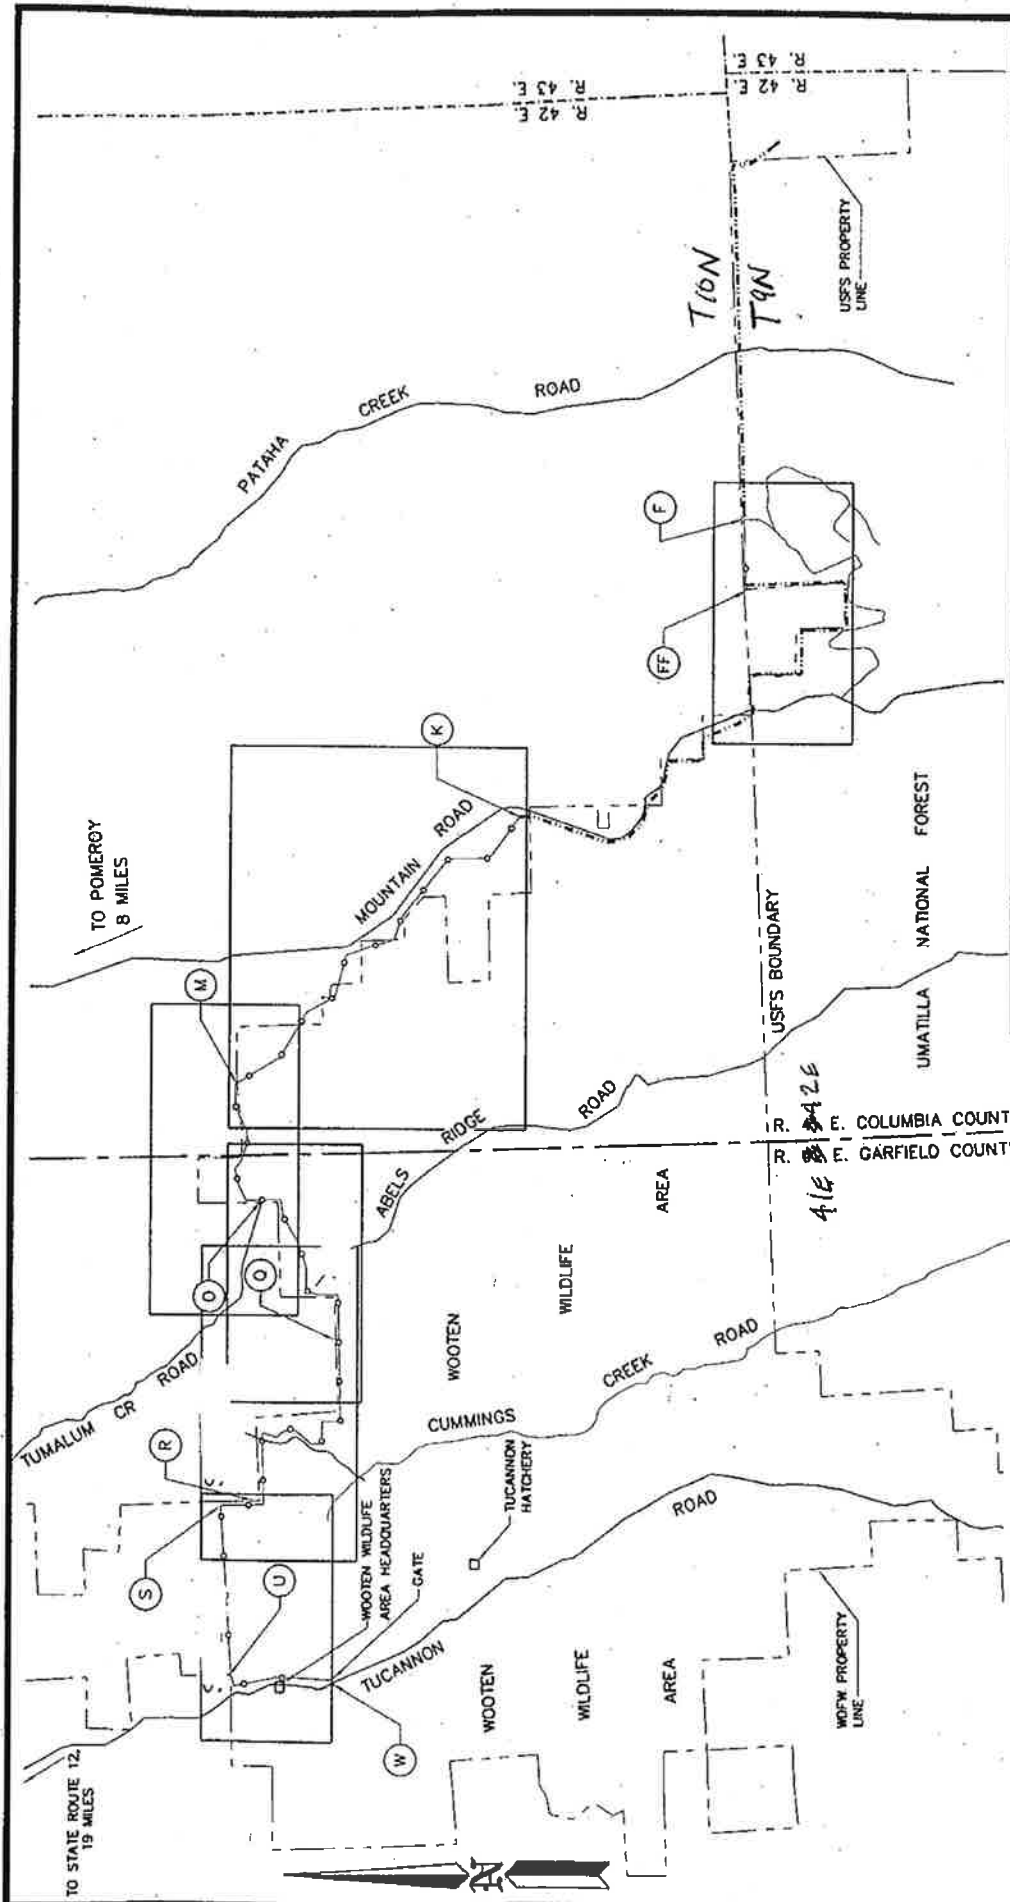 R. 43 E.
R. 42 E.
R. 43 E.
R. 42 E.
T10N
T9N
USFS PROPERTY
LINE
PATAHA
CREEK
ROAD
F
FF
K
TO POMEROY
8 MILES
MOUNTAIN
ROAD
M
USFS BOUNDARY
UMATILLA
NATIONAL
FOREST
ABELS
RIDGE
ROAD
R. 42E E. COLUMBIA COUNT
R. E. GARFIELD COUNT
41E
O
Q
TUMALUM
CR
ROAD
WOOTEN
WILDLIFE
AREA
CUMMINGS
CREEK
ROAD
R
S
U
WOOTEN WILDLIFE
AREA HEADQUARTERS
GATE
TUCANNON
HATCHERY
TUCANNON
ROAD
W
WOOTEN
WILDLIFE
AREA
WDFW PROPERTY
LINE
TO STATE ROUTE 12,
19 MILES
N